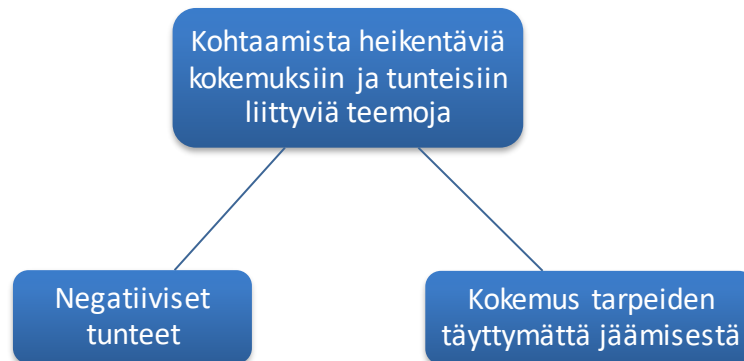 Kohtaamista heikentäviä
kokemuksiin ja tunteisiin
liittyviä teemoja
Negatiiviset
tunteet
Kokemus tarpeiden
täyttymättä jäämisestä